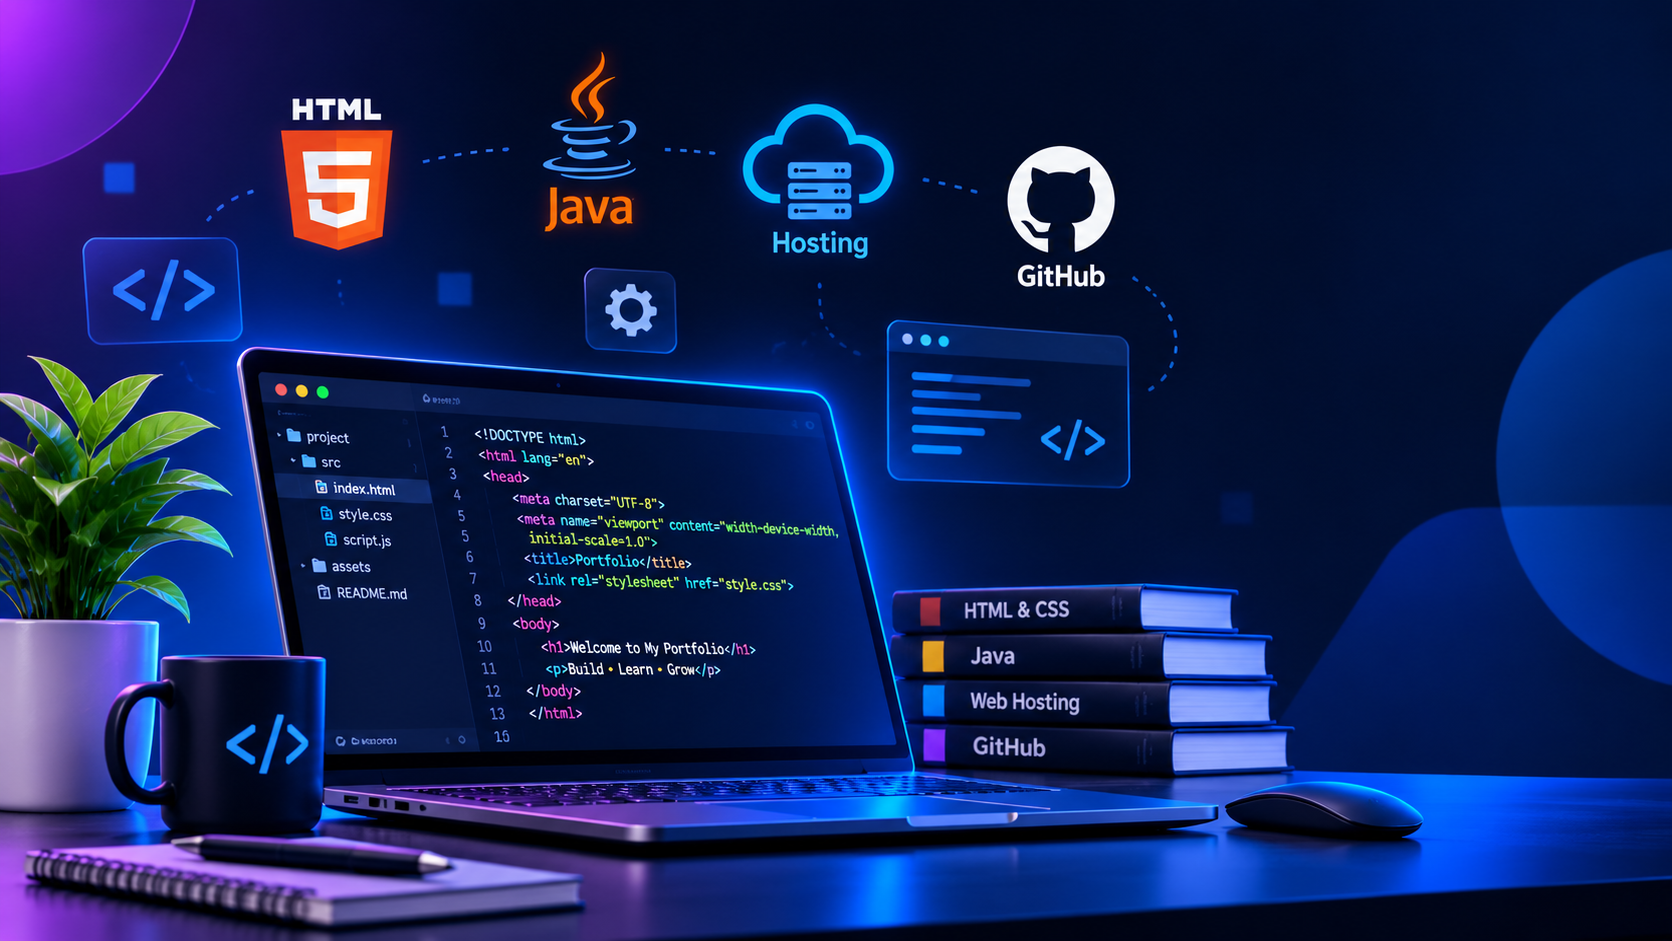 HTML
5
Java
Hosting
GitHub
</>
</>
project
src
index.html
style.css
script.js
assets
README.md
1 <!DOCTYPE html>
2 <html lang="en">
3 <head>
4 <meta charset="UTF-8">
5 <meta name="viewport" content="width-device-width,
5 initial-scale=1.0">
6 <title>Portfolio</title>
7 <link rel="stylesheet" href="style.css">
8 </head>
9 <body>
10 <h1>Welcome to My Portfolio</h1>
11 <p>Build • Learn • Grow</p>
12 </body>
13 </html>
15
HTML & CSS
Java
Web Hosting
GitHub
</>